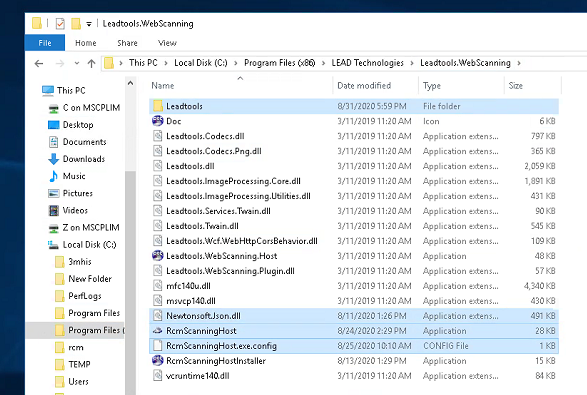 Leadtools.WebScanning
File Home Share View
This PC > Local Disk (C:) > Program Files (x86) > LEAD Technologies > Leadtools.WebScanning >
Name Date modified Type Size
This PC
C on MSCPLIM
Desktop
Documents
Downloads
Music
Pictures
Videos
Z on MSCPLIM
Local Disk (C:)
3mhis
New Folder
PerfLogs
Program Files
Program Files (
rcm
TEMP
Users
Leadtools 8/31/2020 5:59 PM File folder
Doc 3/11/2019 11:20 AM Icon 6 KB
Leadtools.Codecs.dll 3/11/2019 11:20 AM Application extens... 797 KB
Leadtools.Codecs.Png.dll 3/11/2019 11:20 AM Application extens... 365 KB
Leadtools.dll 3/11/2019 11:20 AM Application extens... 2,059 KB
Leadtools.ImageProcessing.Core.dll 3/11/2019 11:20 AM Application extens... 1,891 KB
Leadtools.ImageProcessing.Utilities.dll 3/11/2019 11:20 AM Application extens... 431 KB
Leadtools.Services.Twain.dll 3/11/2019 11:20 AM Application extens... 90 KB
Leadtools.Twain.dll 3/11/2019 11:20 AM Application extens... 545 KB
Leadtools.Wcf.WebHttpCorsBehavior.dll 3/11/2019 11:20 AM Application extens... 109 KB
Leadtools.WebScanning.Host 3/11/2019 11:20 AM Application 48 KB
Leadtools.WebScanning.Plugin.dll 3/11/2019 11:20 AM Application extens... 57 KB
mfc140u.dll 3/11/2019 11:20 AM Application extens... 4,340 KB
msvcp140.dll 3/11/2019 11:20 AM Application extens... 430 KB
Newtonsoft.Json.dll 8/11/2020 1:26 PM Application extens... 491 KB
RcmScanningHost 8/24/2020 2:29 PM Application 28 KB
RcmScanningHost.exe.config 8/25/2020 10:10 AM CONFIG File 1 KB
RcmScanningHostInstaller 8/13/2020 1:29 PM Application 15 KB
vcruntime140.dll 3/11/2019 11:20 AM Application extens... 84 KB